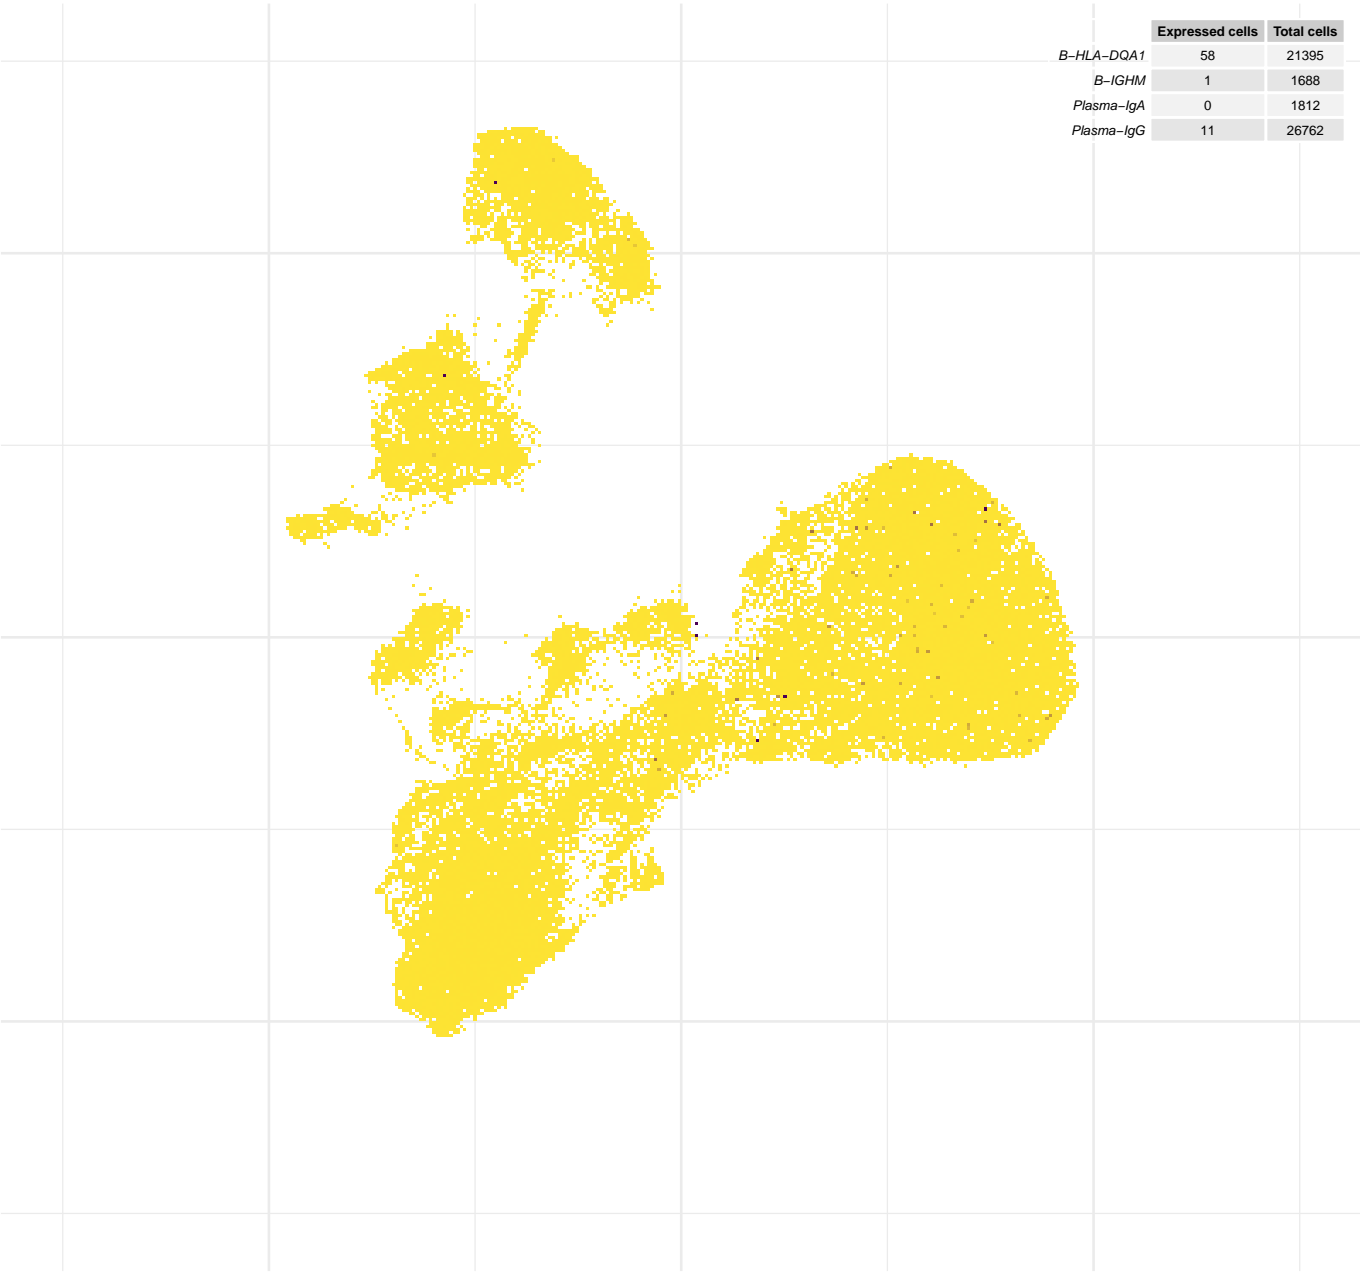 Expressed cells Total cells
B−HLA−DQA1 58 21395
B−IGHM 1 1688
Plasma−IgA 0 1812
Plasma−IgG 11 26762